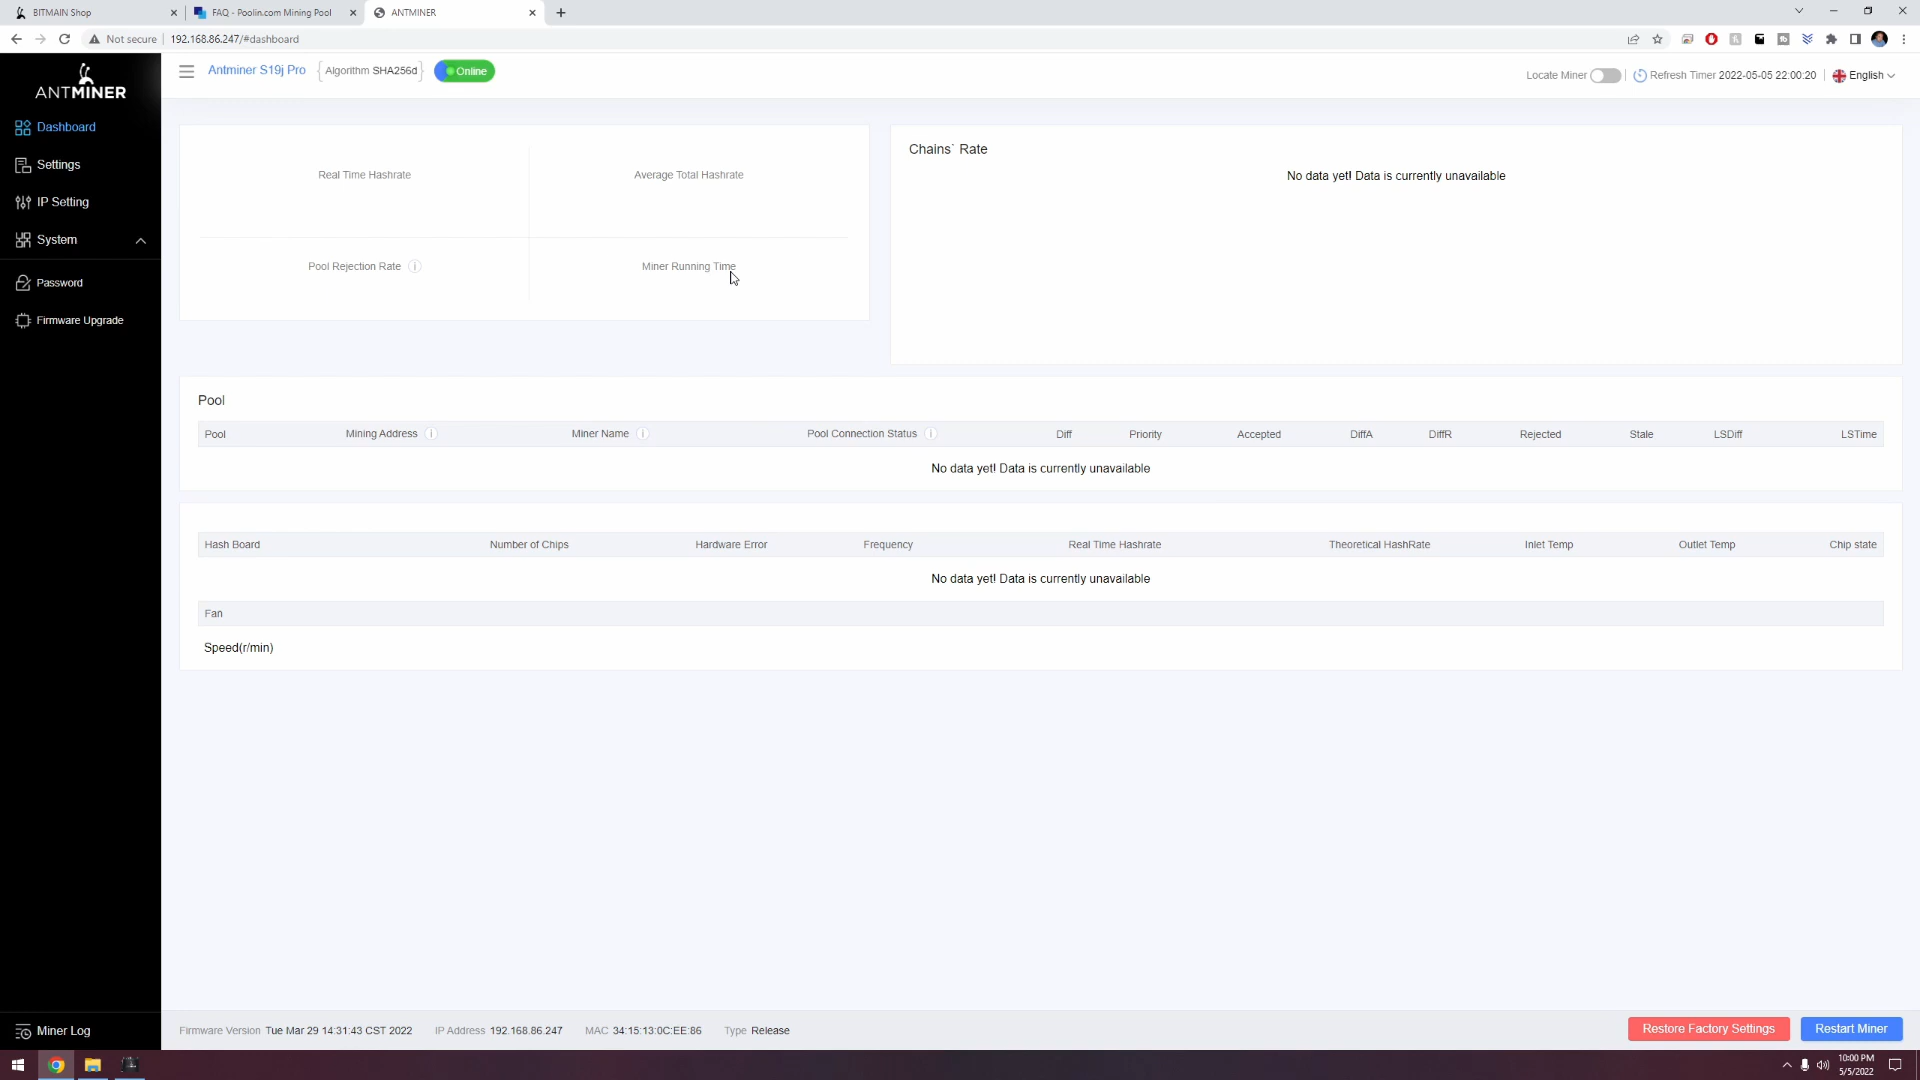 BITMAIN Shop
FAQ - Poolin.com Mining Pool
ANTMINER
Not secure
192.168.86.247/#dashboard
ANTMINER
Antminer S19j Pro
Algorithm SHA256d
Online
Locate Miner
Refresh Timer 2022-05-05 22:00:20
English
Dashboard
Settings
IP Setting
System
Password
Firmware Upgrade
Real Time Hashrate
Average Total Hashrate
Pool Rejection Rate
Miner Running Time
Chains` Rate
No data yet! Data is currently unavailable
Pool
Pool Mining Address Miner Name Pool Connection Status Diff Priority Accepted DiffA DiffR Rejected Stale LSDiff LSTime
No data yet! Data is currently unavailable
Hash Board Number of Chips Hardware Error Frequency Real Time Hashrate Theoretical HashRate Inlet Temp Outlet Temp Chip state
No data yet! Data is currently unavailable
Fan
Speed(r/min)
Miner Log
Firmware Version Tue Mar 29 14:31:43 CST 2022 IP Address 192.168.86.247 MAC 34:15:13:0C:EE:86 Type Release
Restore Factory Settings
Restart Miner
10:00 PM
5/5/2022